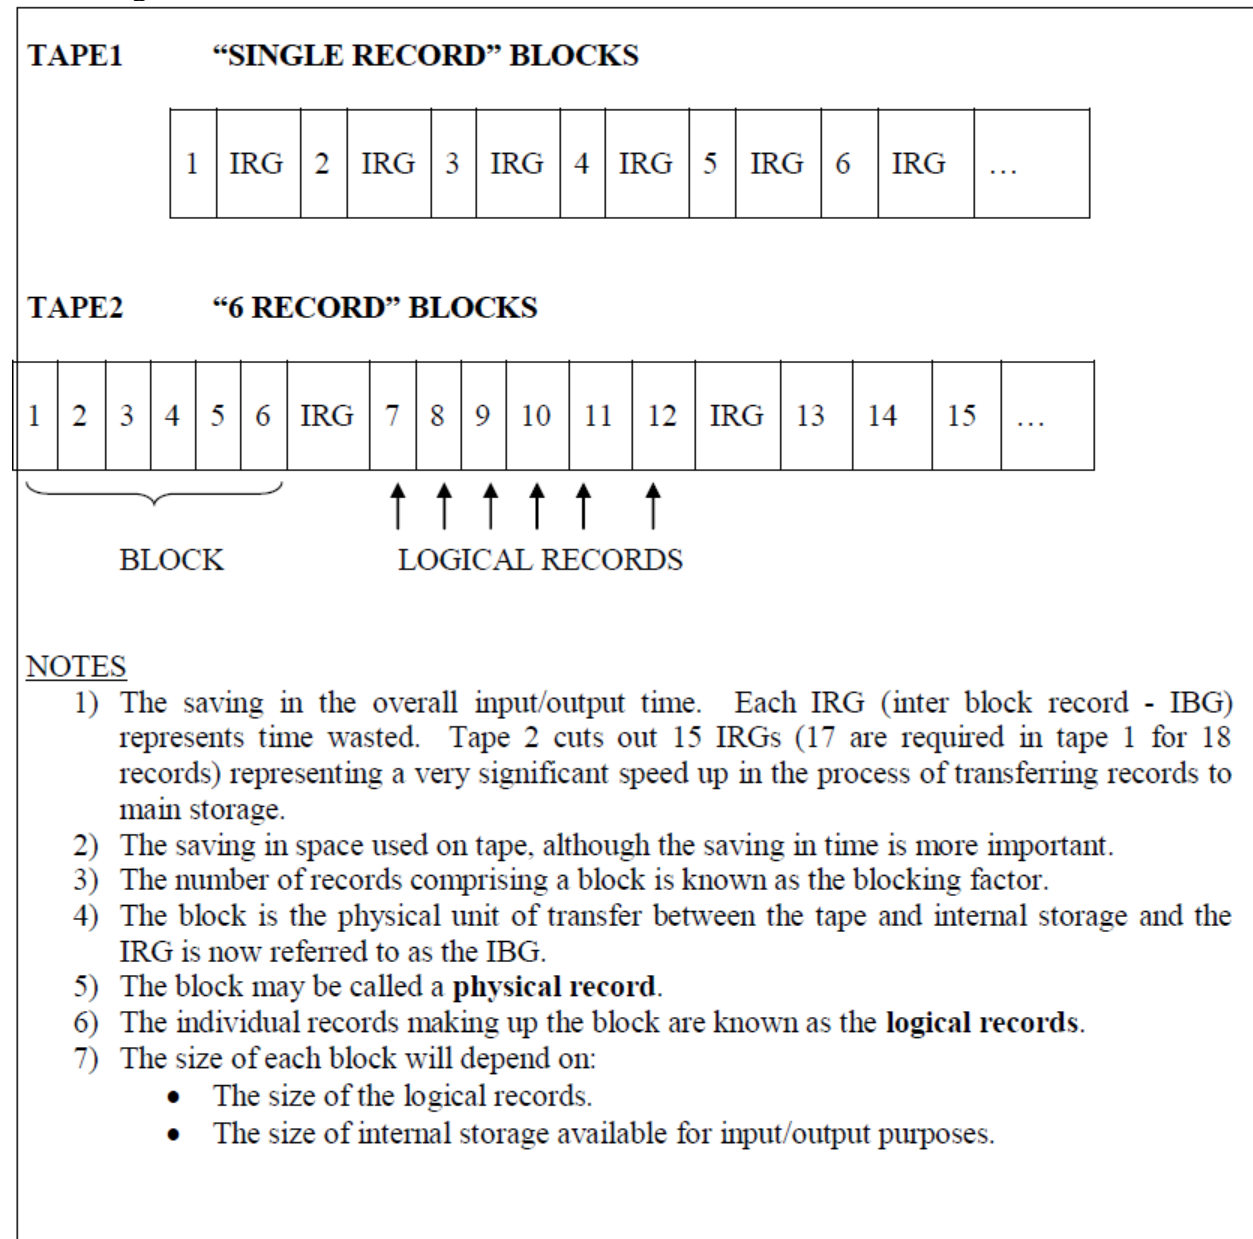 TAPE1 “SINGLE RECORD” BLOCKS
1 IRG 2 IRG 3 IRG 4 IRG 5 IRG 6 IRG …
TAPE2 “6 RECORD” BLOCKS
1 2 3 4 5 6 IRG 7 8 9 10 11 12 IRG 13 14 15 …
BLOCK LOGICAL RECORDS
NOTES
1) The saving in the overall input/output time. Each IRG (inter block record - IBG)
represents time wasted. Tape 2 cuts out 15 IRGs (17 are required in tape 1 for 18
records) representing a very significant speed up in the process of transferring records to
main storage.
2) The saving in space used on tape, although the saving in time is more important.
3) The number of records comprising a block is known as the blocking factor.
4) The block is the physical unit of transfer between the tape and internal storage and the
IRG is now referred to as the IBG.
5) The block may be called a physical record.
6) The individual records making up the block are known as the logical records.
7) The size of each block will depend on:
• The size of the logical records.
• The size of internal storage available for input/output purposes.